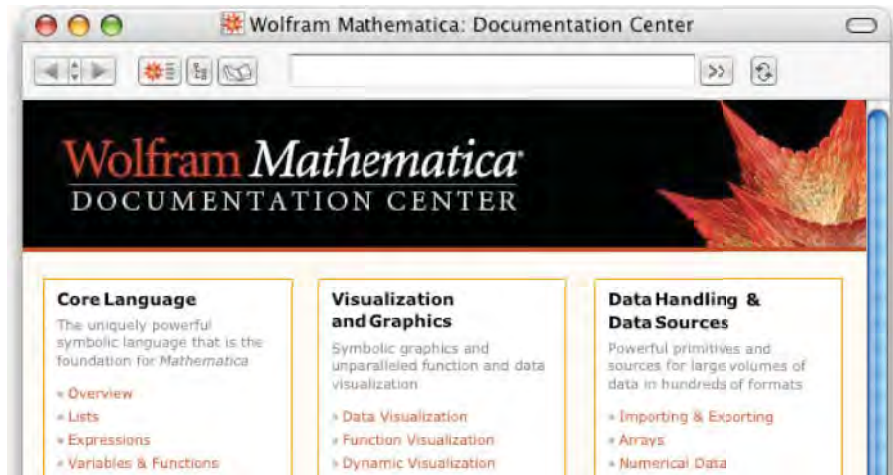 Wolfram Mathematica: Documentation Center
>>
Wolfram Mathematica®
DOCUMENTATION CENTER
Core Language
The uniquely powerful
symbolic language that is the
foundation for Mathematica
» Overview
» Lists
» Expressions
» Variables & Functions
Visualization
and Graphics
Symbolic graphics and
unparalleled function and data
visualization
» Data Visualization
» Function Visualization
» Dynamic Visualization
Data Handling &
Data Sources
Powerful primitives and
sources for large volumes of
data in hundreds of formats
» Importing & Exporting
» Arrays
» Numerical Data